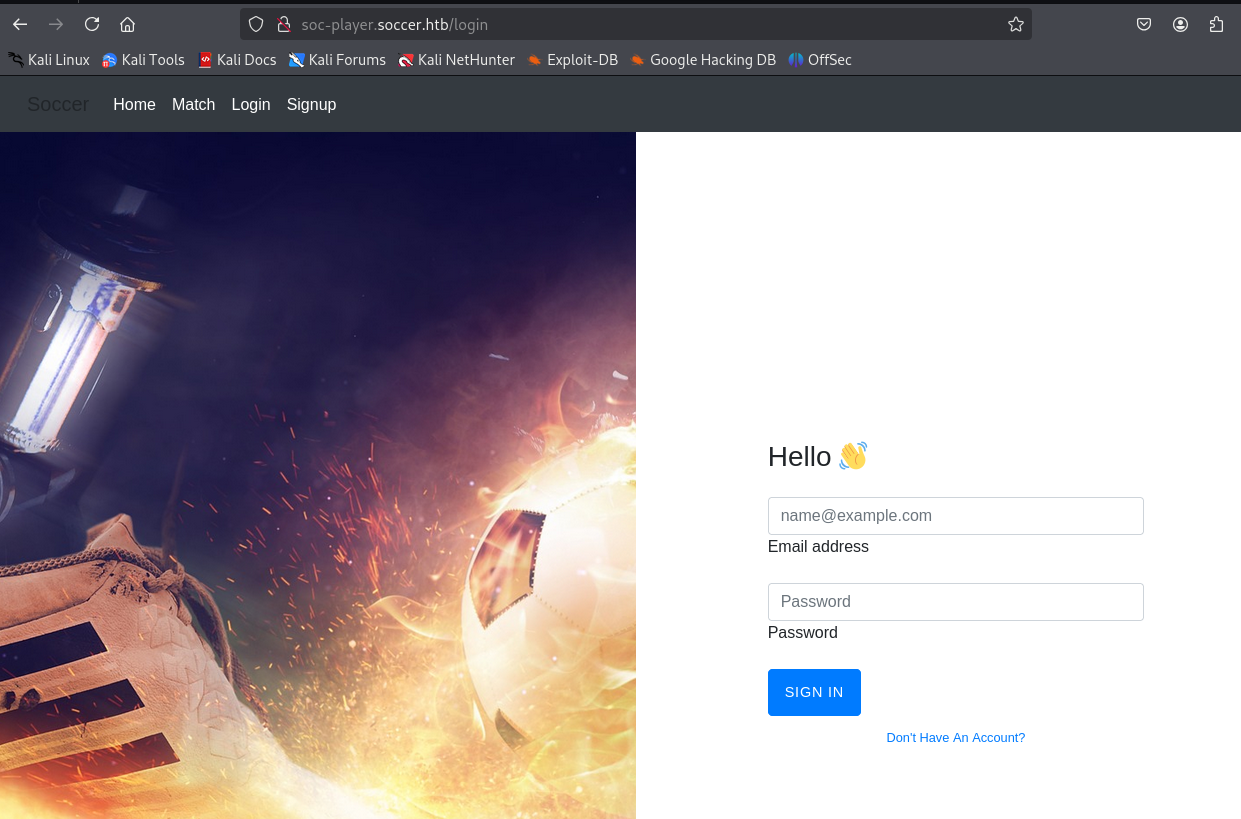 soc-player.soccer.htb/login
Kali Linux Kali Tools Kali Docs Kali Forums Kali NetHunter Exploit-DB Google Hacking DB OffSec
Soccer Home Match Login Signup
Hello 👋
name@example.com
Email address
Password
Password
SIGN IN
Don't Have An Account?